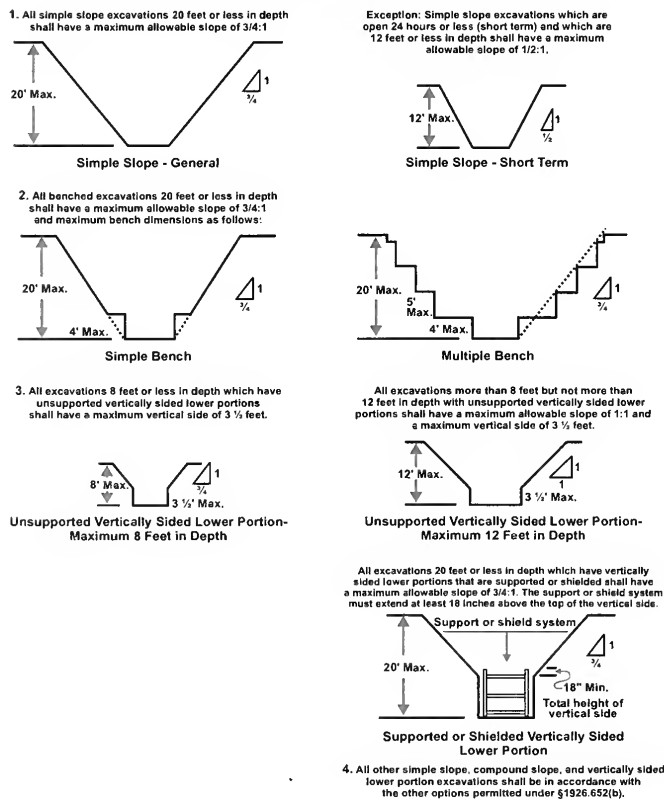 1. All simple slope excavations 20 feet or less in depth
shall have a maximum allowable slope of 3/4:1
20' Max.
1
¾
Simple Slope - General
Exception: Simple slope excavations which are
open 24 hours or less (short term) and which are
12 feet or less in depth shall have a maximum
allowable slope of 1/2:1.
12' Max.
1
½
Simple Slope - Short Term
2. All benched excavations 20 feet or less in depth
shall have a maximum allowable slope of 3/4:1
and maximum bench dimensions as follows:
20' Max.
4' Max.
1
¾
Simple Bench
20' Max.
5'
Max.
4' Max.
1
¾
Multiple Bench
3. All excavations 8 feet or less in depth which have
unsupported vertically sided lower portions
shall have a maximum vertical side of 3 ½ feet.
8' Max.
1
¾
3 ½' Max.
Unsupported Vertically Sided Lower Portion-
Maximum 8 Feet in Depth
All excavations more than 8 feet but not more than
12 feet in depth with unsupported vertically sided lower
portions shall have a maximum allowable slope of 1:1 and
a maximum vertical side of 3 ½ feet.
12' Max.
1
1
3 ½' Max.
Unsupported Vertically Sided Lower Portion-
Maximum 12 Feet in Depth
All excavations 20 feet or less in depth which have vertically
sided lower portions that are supported or shielded shall have
a maximum allowable slope of 3/4:1. The support or shield system
must extend at least 18 inches above the top of the vertical side.
Support or shield system
20' Max.
1
¾
18" Min.
Total height of
vertical side
Supported or Shielded Vertically Sided
Lower Portion
4. All other simple slope, compound slope, and vertically sided
lower portion excavations shall be in accordance with
the other options permitted under §1926.652(b).